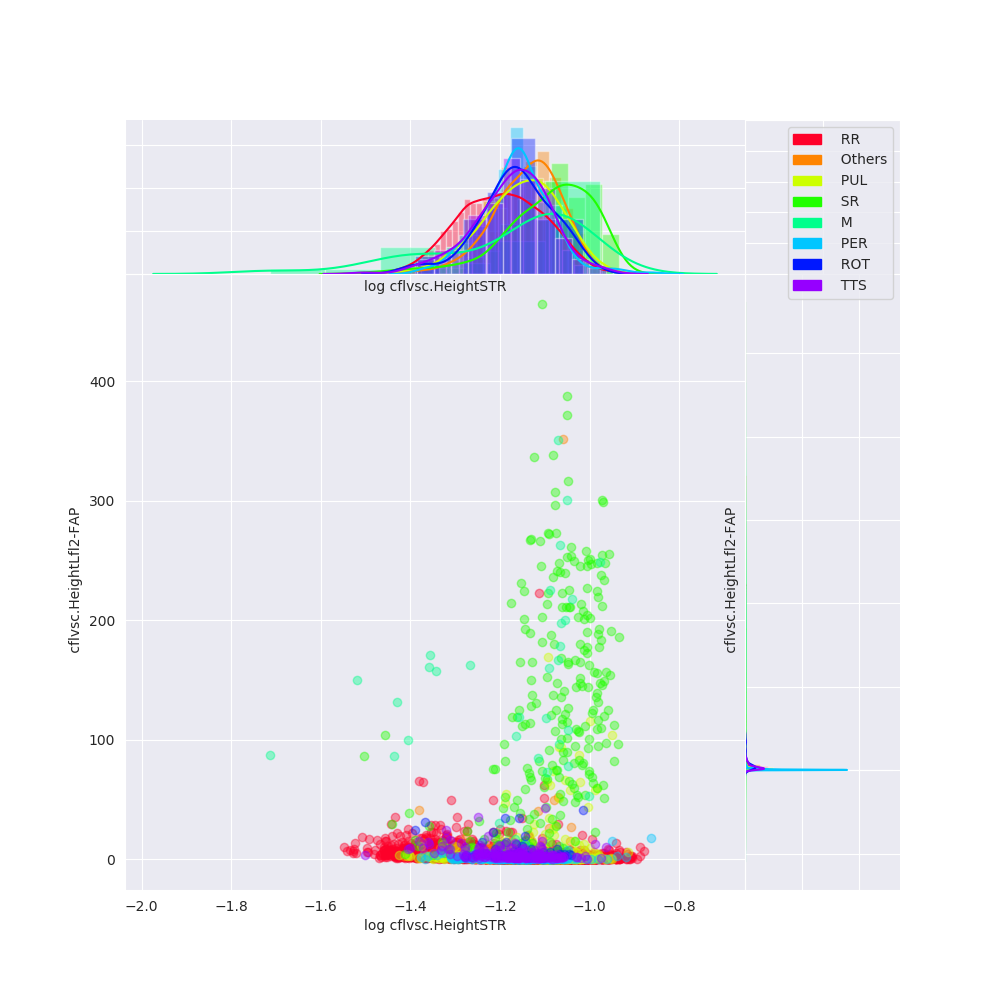 RR
Others
PUL
SR
M
PER
ROT
TTS
log cflvsc.HeightSTR
400
300
200
100
0
cflvsc.HeightLfl2-FAP
cflvsc.HeightLfl2-FAP
−2.0 −1.8 −1.6 −1.4 −1.2 −1.0 −0.8
log cflvsc.HeightSTR